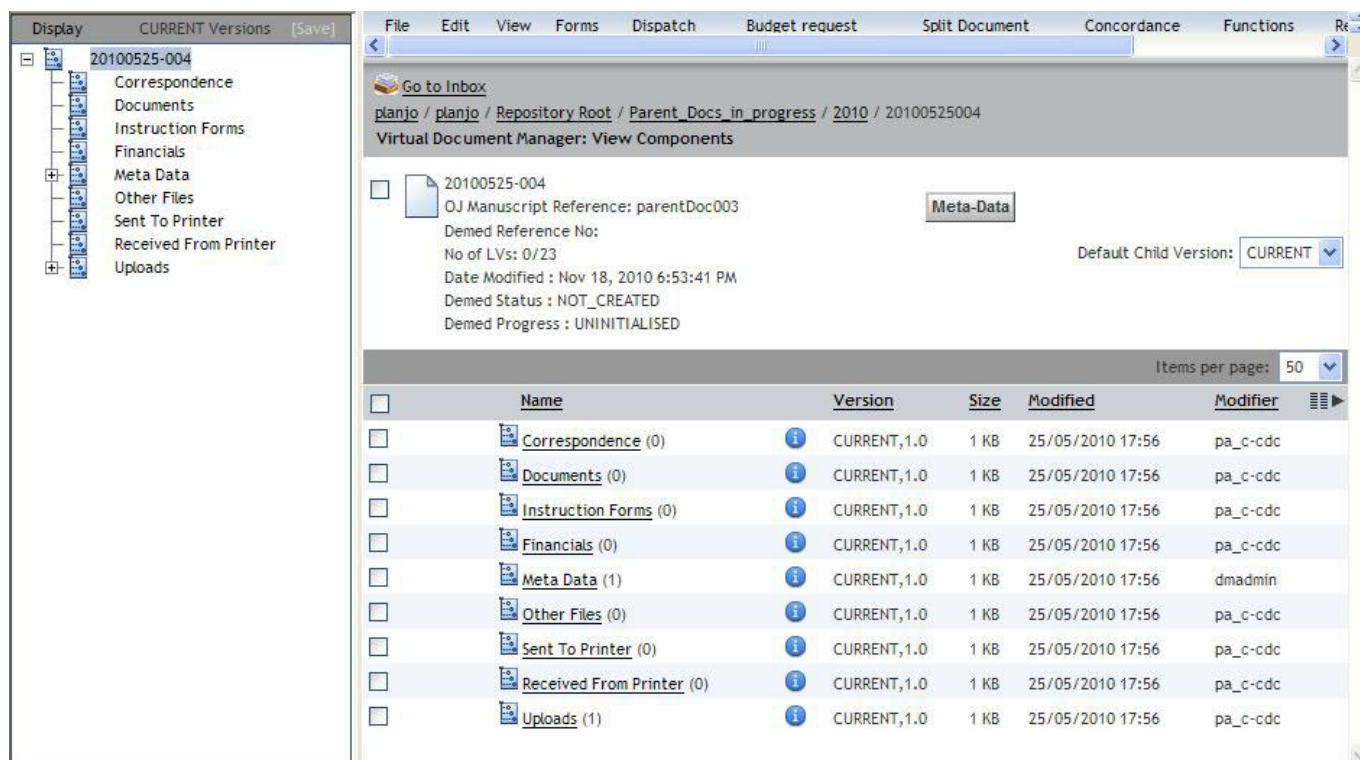 Display CURRENT Versions [Save]
20100525-004
Correspondence
Documents
Instruction Forms
Financials
Meta Data
Other Files
Sent To Printer
Received From Printer
Uploads
File Edit View Forms Dispatch Budget request Split Document Concordance Functions
Go to Inbox
planjo / planjo / Repository Root / Parent_Docs_in_progress / 2010 / 20100525004
Virtual Document Manager: View Components
20100525-004
OJ Manuscript Reference: parentDoc003
Meta-Data
Demed Reference No:
No of LVs: 0/23
Default Child Version: CURRENT
Date Modified : Nov 18, 2010 6:53:41 PM
Demed Status : NOT_CREATED
Demed Progress : UNINITIALISED
Items per page: 50
Name Version Size Modified Modifier
Correspondence (0) CURRENT,1.0 1 KB 25/05/2010 17:56 pa_c-cdc
Documents (0) CURRENT,1.0 1 KB 25/05/2010 17:56 pa_c-cdc
Instruction Forms (0) CURRENT,1.0 1 KB 25/05/2010 17:56 pa_c-cdc
Financials (0) CURRENT,1.0 1 KB 25/05/2010 17:56 pa_c-cdc
Meta Data (1) CURRENT,1.0 1 KB 25/05/2010 17:56 dmadmin
Other Files (0) CURRENT,1.0 1 KB 25/05/2010 17:56 pa_c-cdc
Sent To Printer (0) CURRENT,1.0 1 KB 25/05/2010 17:56 pa_c-cdc
Received From Printer (0) CURRENT,1.0 1 KB 25/05/2010 17:56 pa_c-cdc
Uploads (1) CURRENT,1.0 1 KB 25/05/2010 17:56 pa_c-cdc